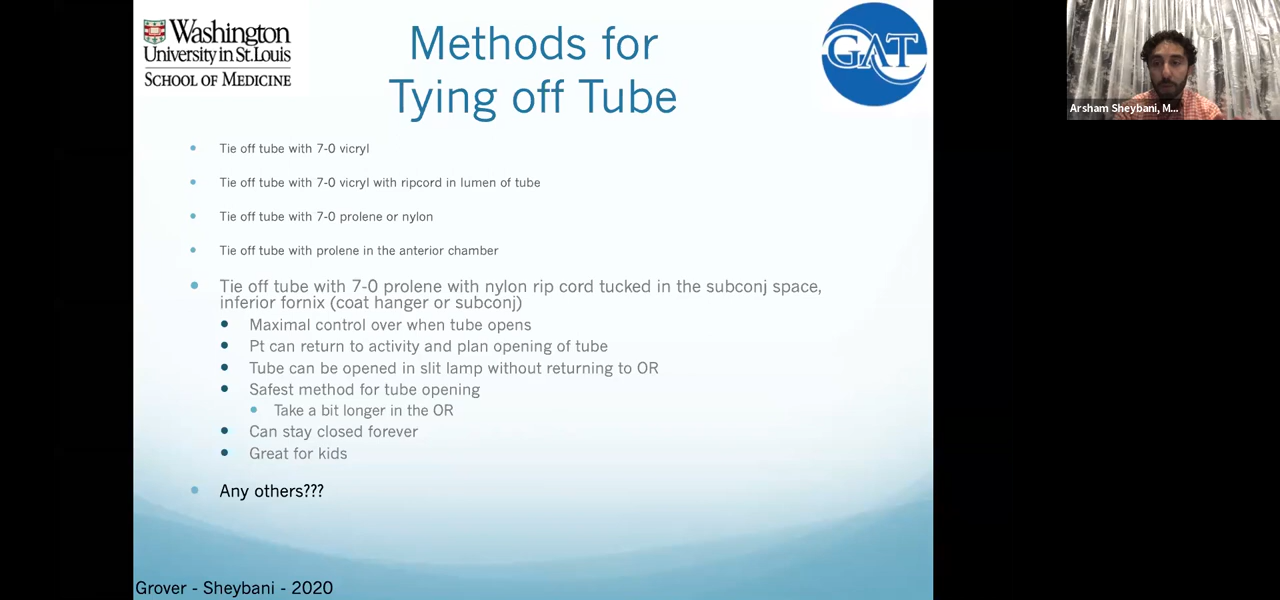 Washington
University in St.Louis
SCHOOL OF MEDICINE
Methods for
Tying off Tube
GAT
Arsham Sheybani, M...
Tie off tube with 7-0 vicryl
Tie off tube with 7-0 vicryl with ripcord in lumen of tube
Tie off tube with 7-0 prolene or nylon
Tie off tube with prolene in the anterior chamber
Tie off tube with 7-0 prolene with nylon rip cord tucked in the subconj space,
inferior fornix (coat hanger or subconj)
Maximal control over when tube opens
Pt can return to activity and plan opening of tube
Tube can be opened in slit lamp without returning to OR
Safest method for tube opening
Take a bit longer in the OR
Can stay closed forever
Great for kids
Any others???
Grover - Sheybani - 2020